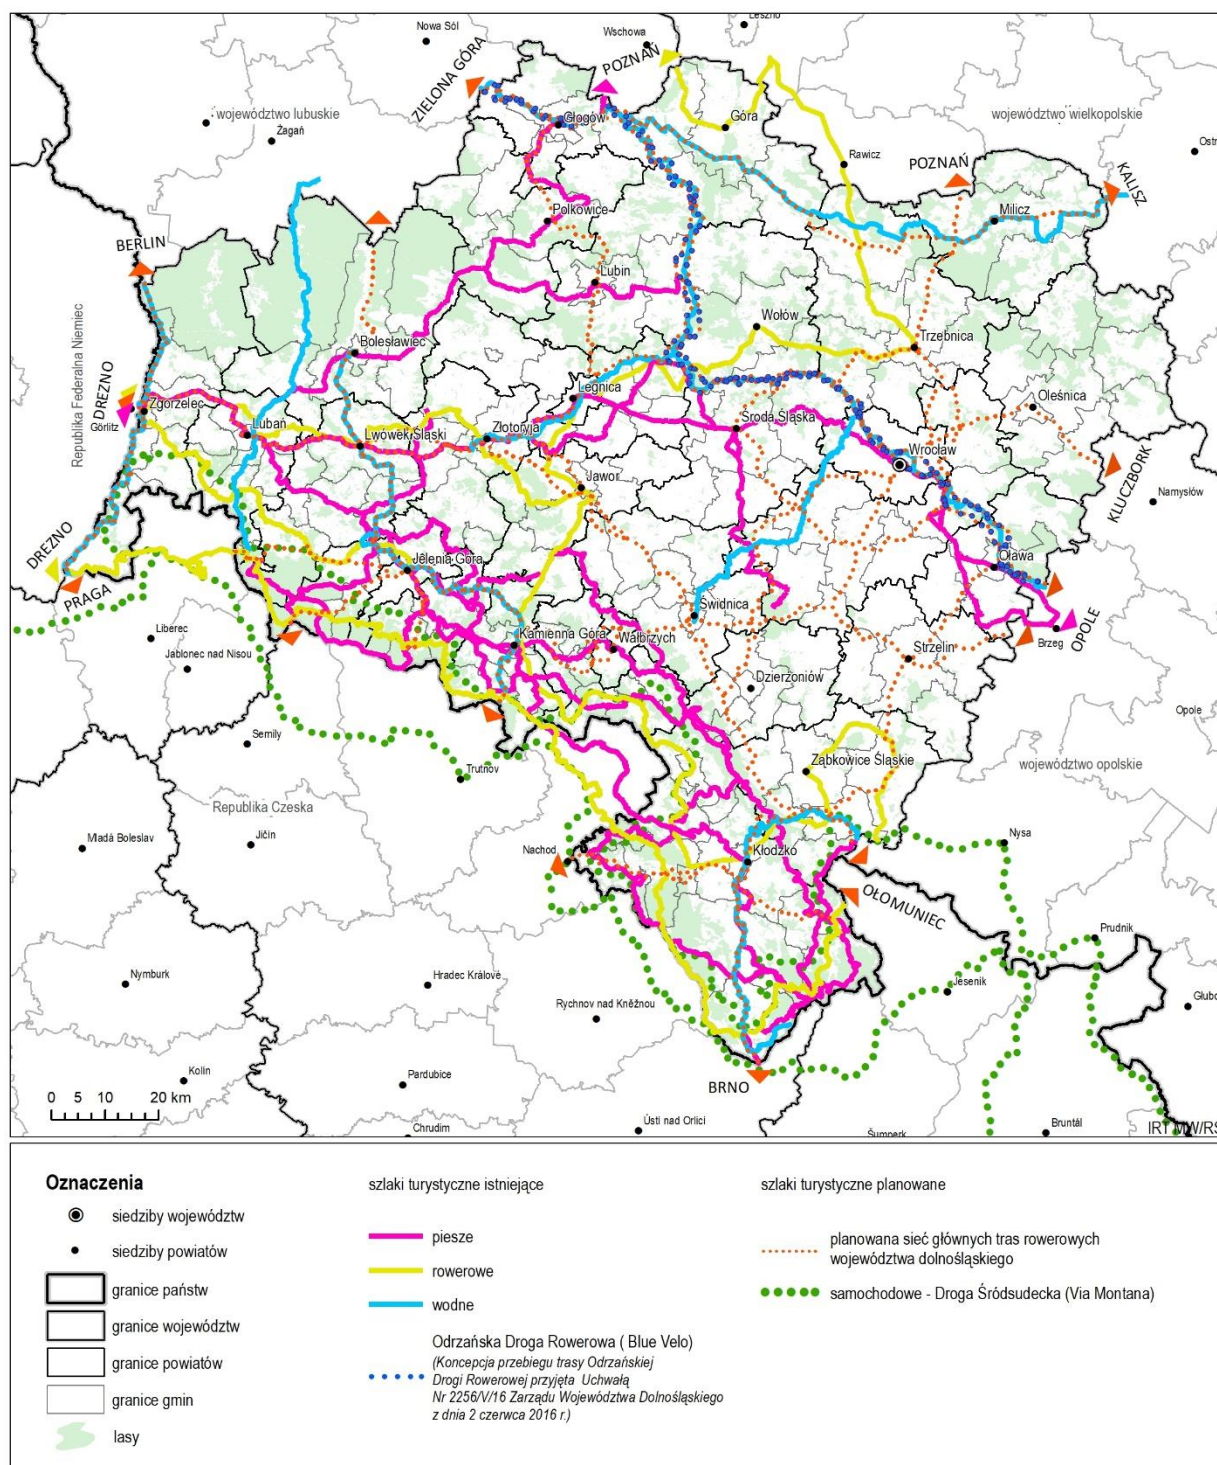 Nowa Sól
Wschowa
Leszno
ZIELONA GÓRA
POZNAŃ
województwo lubuskie
Żagań
Głogów
Góra
województwo wielkopolskie
Rawicz
POZNAŃ
KALISZ
Milicz
Polkowice
BERLIN
Lubin
Wołów
Trzebnica
Republika Federalna Niemiec
Bolesławiec
DREZNO
Zgorzelec
Görlitz
Legnica
Oleśnica
Lubań
Lwówek Śląski
Złotoryja
Środa Śląska
Wrocław
KLUCZBORK
Jawor
Namysłów
DREZNO
PRAGA
Jelenia Góra
Oława
Świdnica
Liberec
Jablonec nad Nisou
Kamienna Góra
Wałbrzych
Strzelin
Brzeg
OPOLE
Dzierżoniów
Semily
Opole
Trutnov
Ząbkowice Śląskie
województwo opolskie
Republika Czeska
Mladá Boleslav
Jičín
Nysa
Nachod
Kłodzko
OŁOMUNIEC
Prudnik
Nymburk
Hradec Králové
Jesenik
Rychnov nad Kněžnou
Kolin
Pardubice
BRNO
0 5 10 20 km
Chrudim
Ústí nad Orlicí
Šumperk
Bruntál
IRT MW/RS
Oznaczenia
siedziby województw
siedziby powiatów
granice państw
granice województw
granice powiatów
granice gmin
lasy
szlaki turystyczne istniejące
piesze
rowerowe
wodne
Odrzańska Droga Rowerowa ( Blue Velo)
(Koncepcja przebiegu trasy Odrzańskiej
Drogi Rowerowej przyjęta Uchwałą
Nr 2256/V/16 Zarządu Województwa Dolnośląskiego
z dnia 2 czerwca 2016 r.)
szlaki turystyczne planowane
planowana sieć głównych tras rowerowych
województwa dolnośląskiego
samochodowe - Droga Śródsudecka (Via Montana)